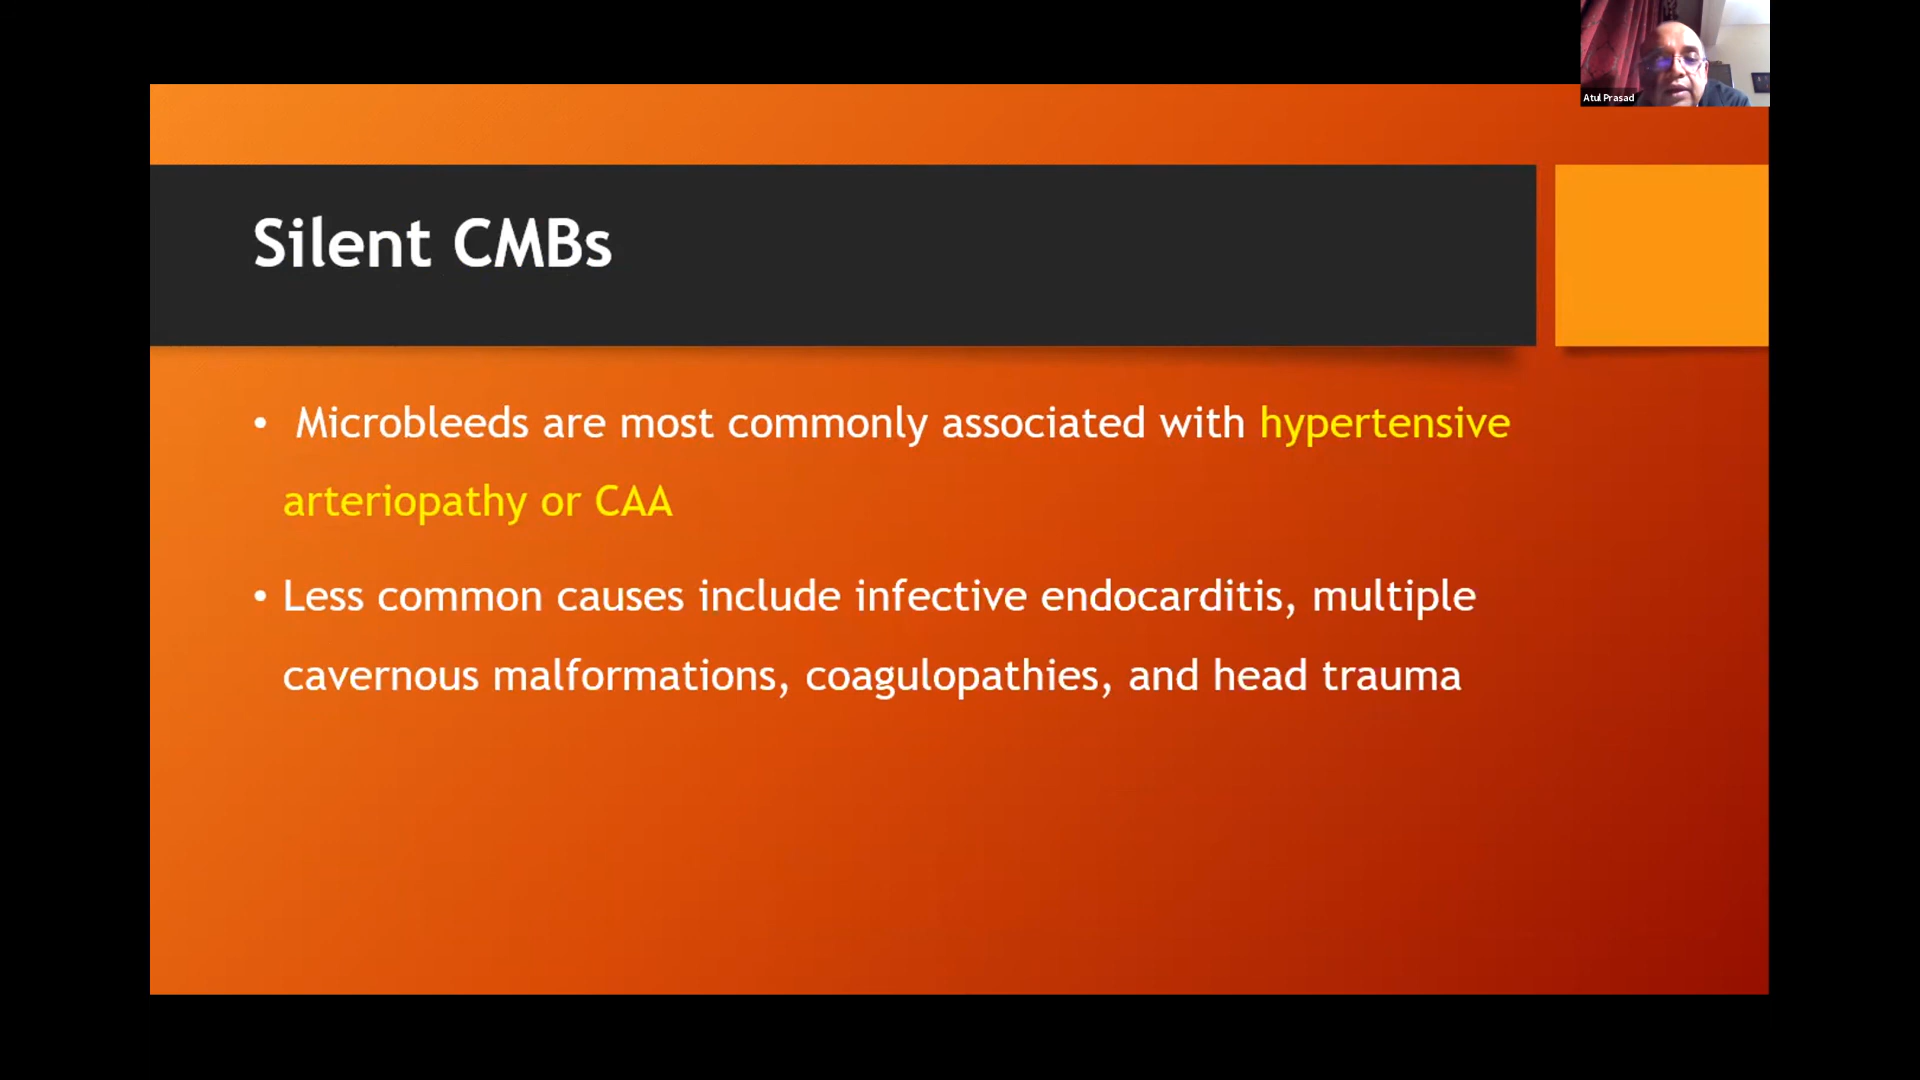 Atul Prasad
Silent CMBs
• Microbleeds are most commonly associated with hypertensive
arteriopathy or CAA
• Less common causes include infective endocarditis, multiple
cavernous malformations, coagulopathies, and head trauma